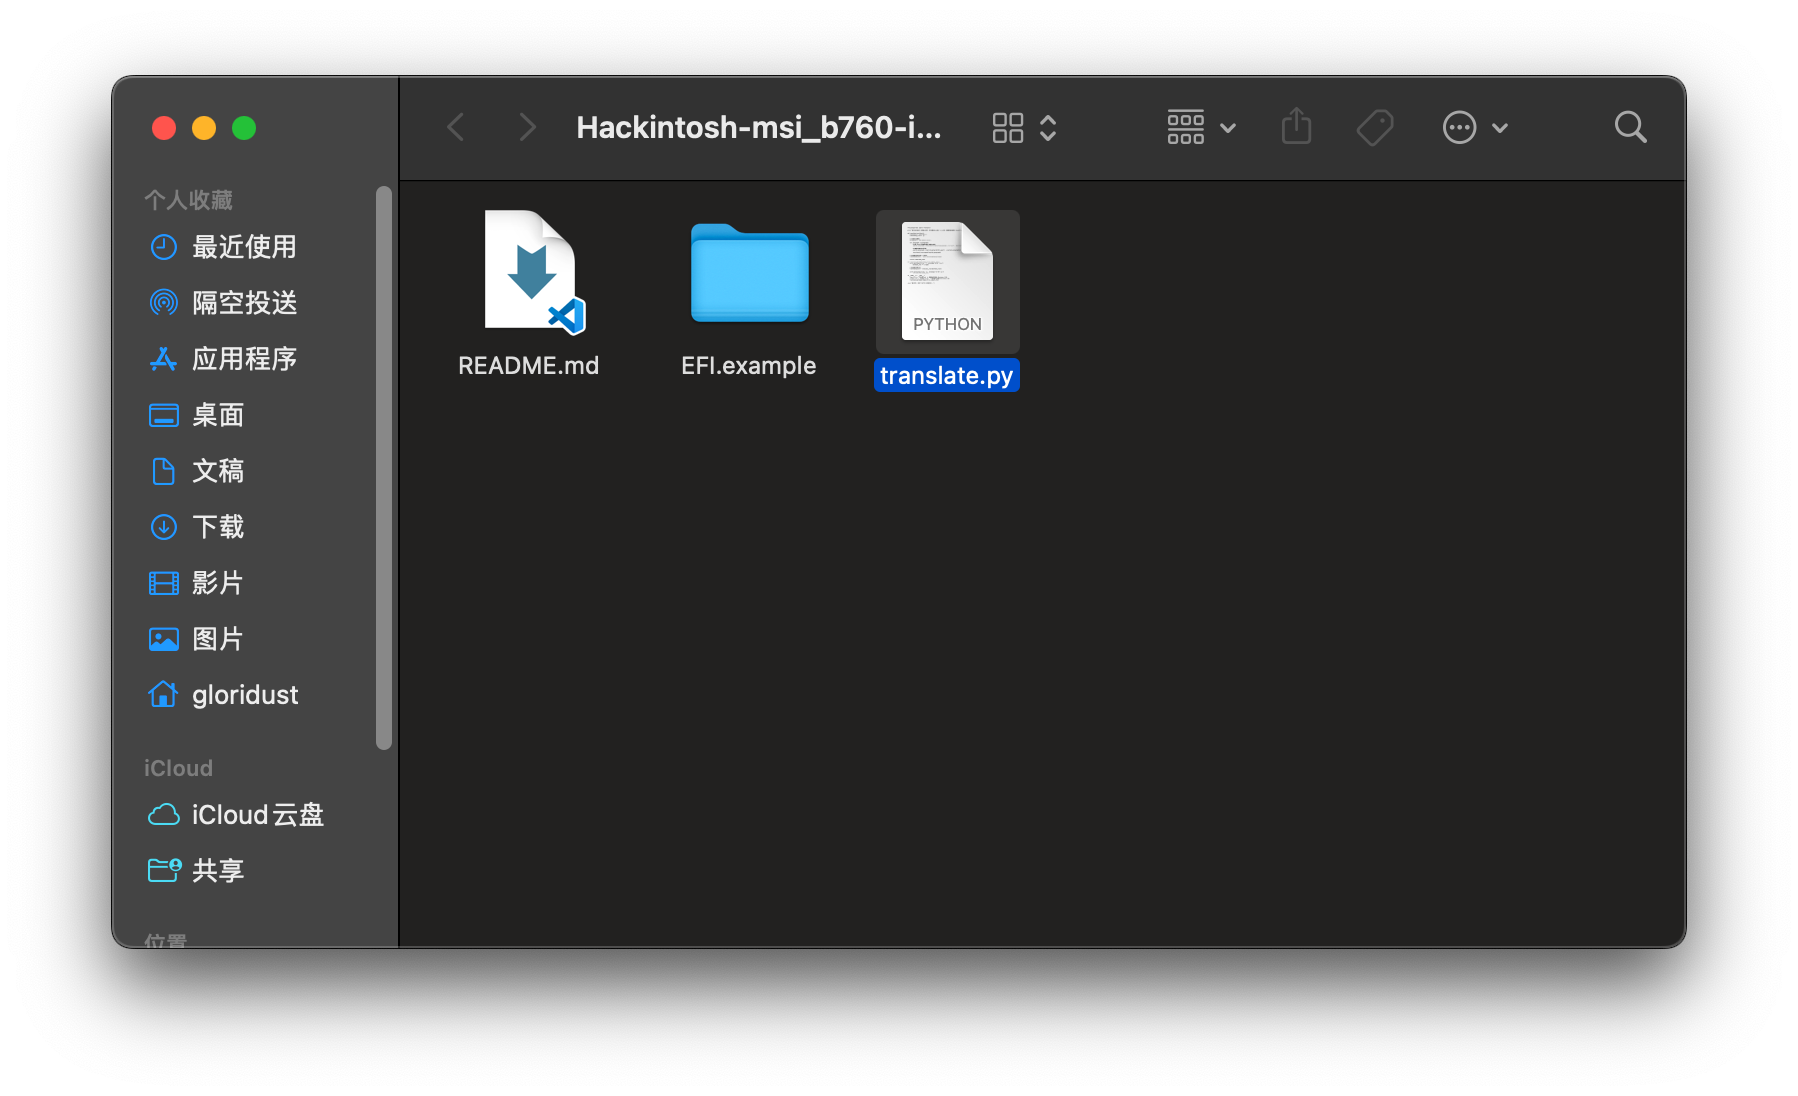 Hackintosh-msi_b760-i...
个人收藏
最近使用
隔空投送
应用程序
桌面
文稿
下载
影片
图片
gloridust
iCloud
iCloud云盘
共享
位置
PYTHON
README.md
EFI.example
translate.py